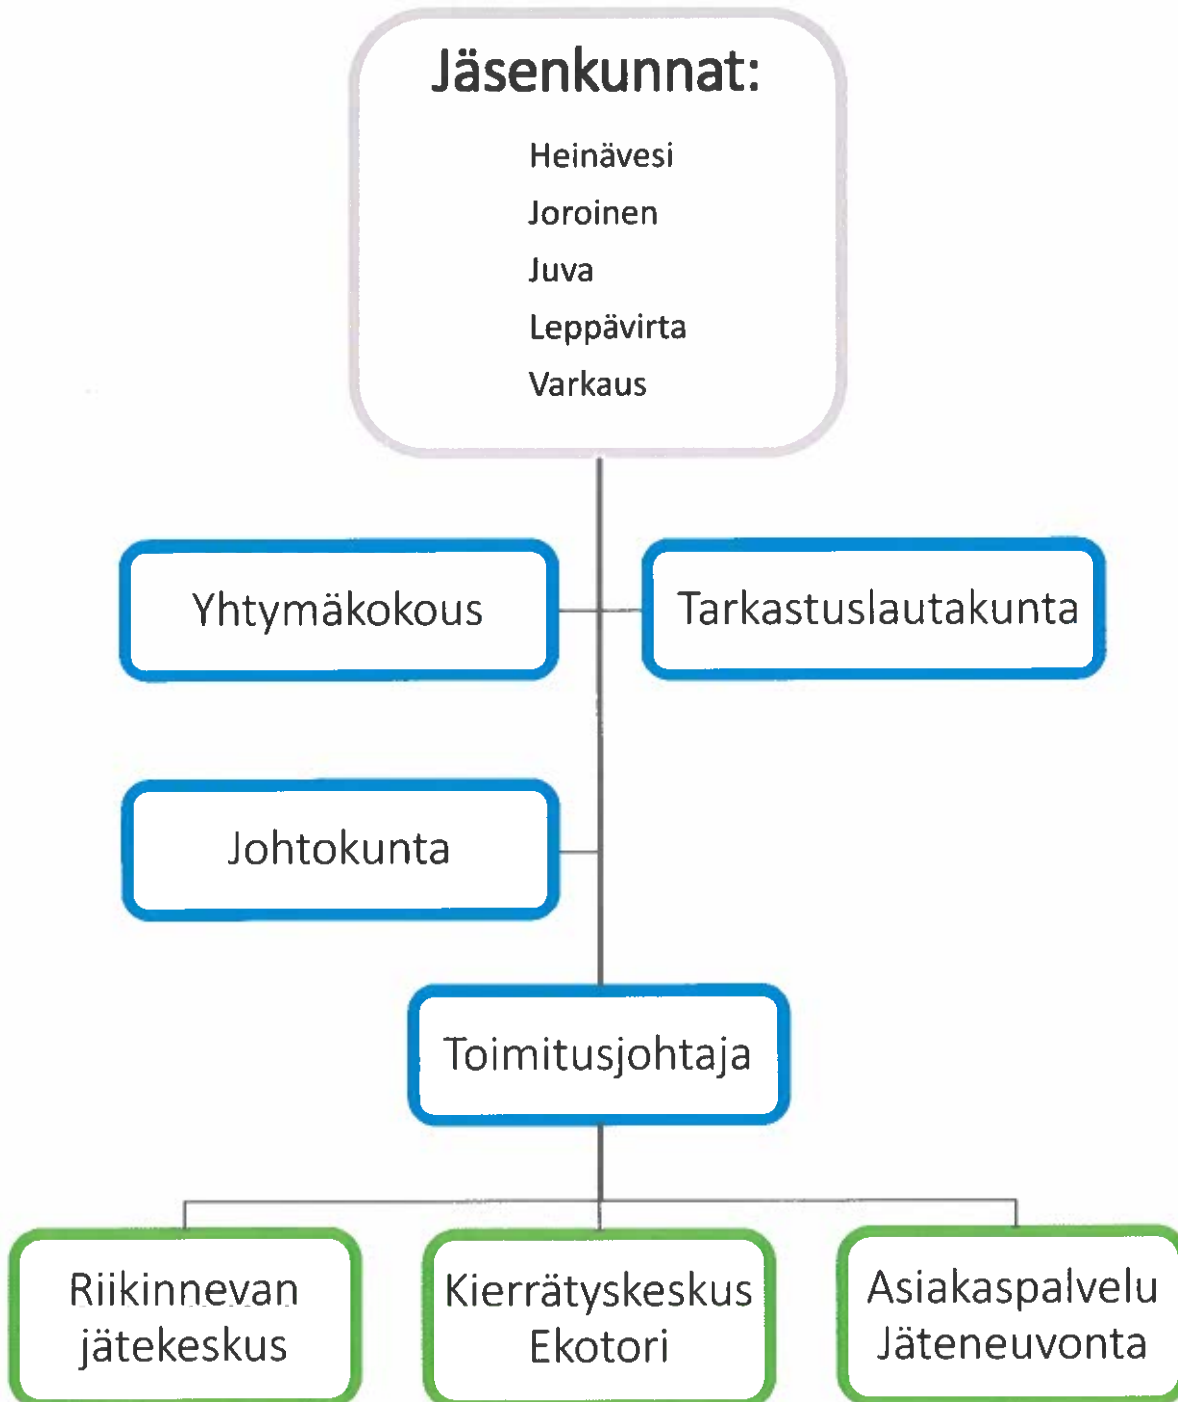 Jäsenkunnat:
Heinävesi
Joroinen
Juva
Leppävirta
Varkaus
Yhtymäkokous
Tarkastuslautakunta
Johtokunta
Toimitusjohtaja
Riikinnevan
jätekeskus
Kierrätyskeskus
Ekotori
Asiakaspalvelu
Jäteneuvonta